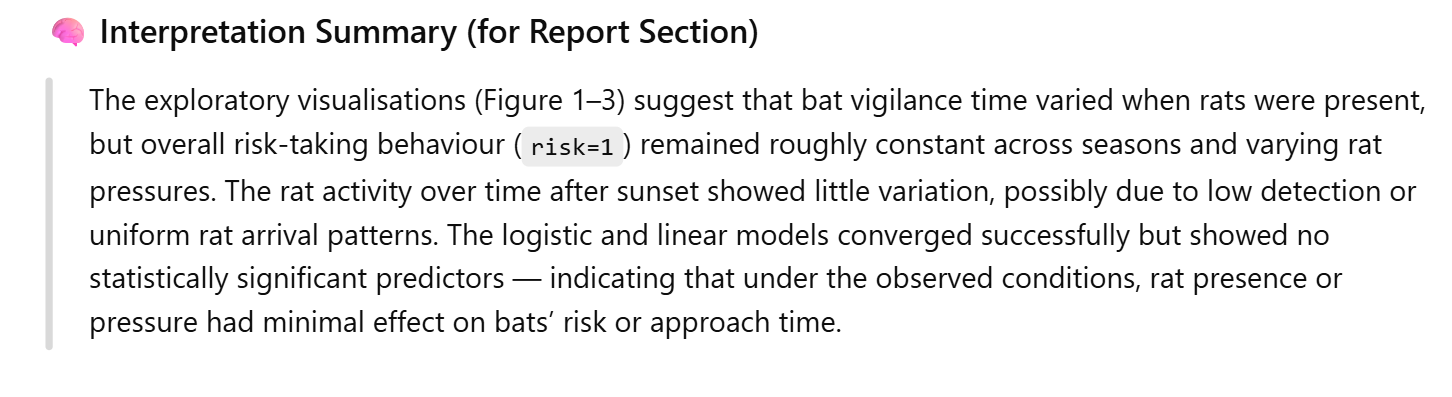 🧠 Interpretation Summary (for Report Section)
The exploratory visualisations (Figure 1–3) suggest that bat vigilance time varied when rats were present,
but overall risk-taking behaviour (risk=1) remained roughly constant across seasons and varying rat
pressures. The rat activity over time after sunset showed little variation, possibly due to low detection or
uniform rat arrival patterns. The logistic and linear models converged successfully but showed no
statistically significant predictors — indicating that under the observed conditions, rat presence or
pressure had minimal effect on bats’ risk or approach time.